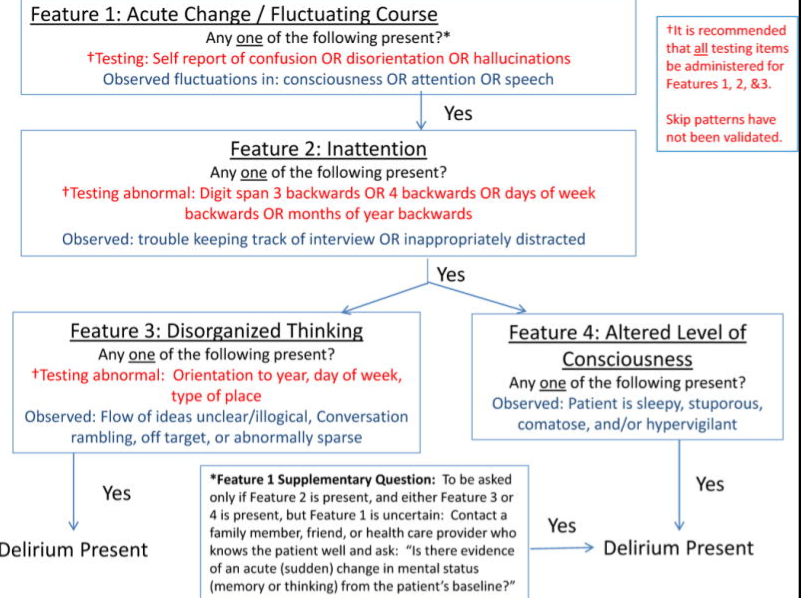 Feature 1: Acute Change / Fluctuating Course
Any one of the following present?*
†Testing: Self report of confusion OR disorientation OR hallucinations
Observed fluctuations in: consciousness OR attention OR speech
†It is recommended
that all testing items
be administered for
Features 1, 2, &3.
Skip patterns have
not been validated.
Yes
Feature 2: Inattention
Any one of the following present?
†Testing abnormal: Digit span 3 backwards OR 4 backwards OR days of week
backwards OR months of year backwards
Observed: trouble keeping track of interview OR inappropriately distracted
Yes
Feature 3: Disorganized Thinking
Any one of the following present?
†Testing abnormal: Orientation to year, day of week,
type of place
Observed: Flow of ideas unclear/illogical, Conversation
rambling, off target, or abnormally sparse
Feature 4: Altered Level of
Consciousness
Any one of the following present?
Observed: Patient is sleepy, stuporous,
comatose, and/or hypervigilant
Yes
Delirium Present
*Feature 1 Supplementary Question: To be asked
only if Feature 2 is present, and either Feature 3 or
4 is present, but Feature 1 is uncertain: Contact a
family member, friend, or health care provider who
knows the patient well and ask: "Is there evidence
of an acute (sudden) change in mental status
(memory or thinking) from the patient's baseline?"
Yes
Yes
Delirium Present